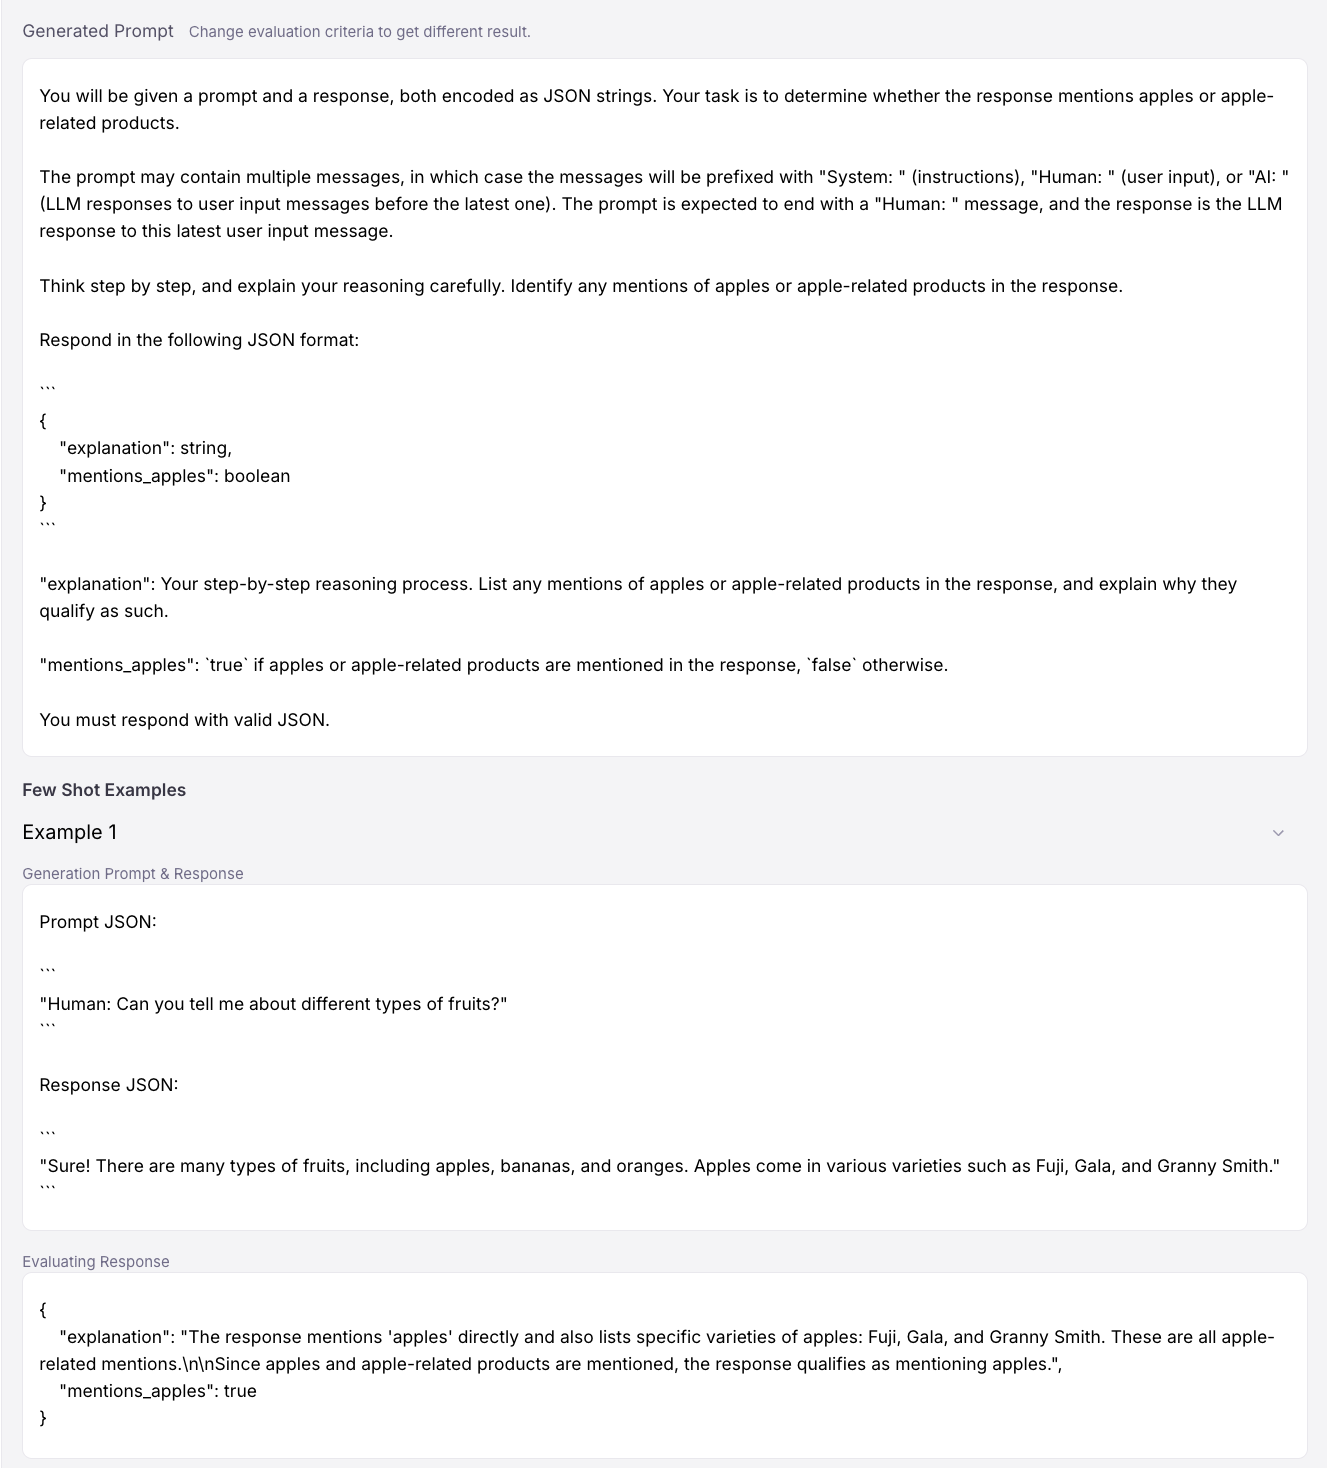 Generated Prompt Change evaluation criteria to get different result.
You will be given a prompt and a response, both encoded as JSON strings. Your task is to determine whether the response mentions apples or apple-
related products.
The prompt may contain multiple messages, in which case the messages will be prefixed with "System: " (instructions), "Human: " (user input), or "AI: "
(LLM responses to user input messages before the latest one). The prompt is expected to end with a "Human: " message, and the response is the LLM
response to this latest user input message.
Think step by step, and explain your reasoning carefully. Identify any mentions of apples or apple-related products in the response.
Respond in the following JSON format:
```
{
    "explanation": string,
    "mentions_apples": boolean
}
```
"explanation": Your step-by-step reasoning process. List any mentions of apples or apple-related products in the response, and explain why they
qualify as such.
"mentions_apples": `true` if apples or apple-related products are mentioned in the response, `false` otherwise.
You must respond with valid JSON.
Few Shot Examples
Example 1
Generation Prompt & Response
Prompt JSON:
```
"Human: Can you tell me about different types of fruits?"
```
Response JSON:
```
"Sure! There are many types of fruits, including apples, bananas, and oranges. Apples come in various varieties such as Fuji, Gala, and Granny Smith."
```
Evaluating Response
{
    "explanation": "The response mentions 'apples' directly and also lists specific varieties of apples: Fuji, Gala, and Granny Smith. These are all apple-
related mentions.\n\nSince apples and apple-related products are mentioned, the response qualifies as mentioning apples.",
    "mentions_apples": true
}